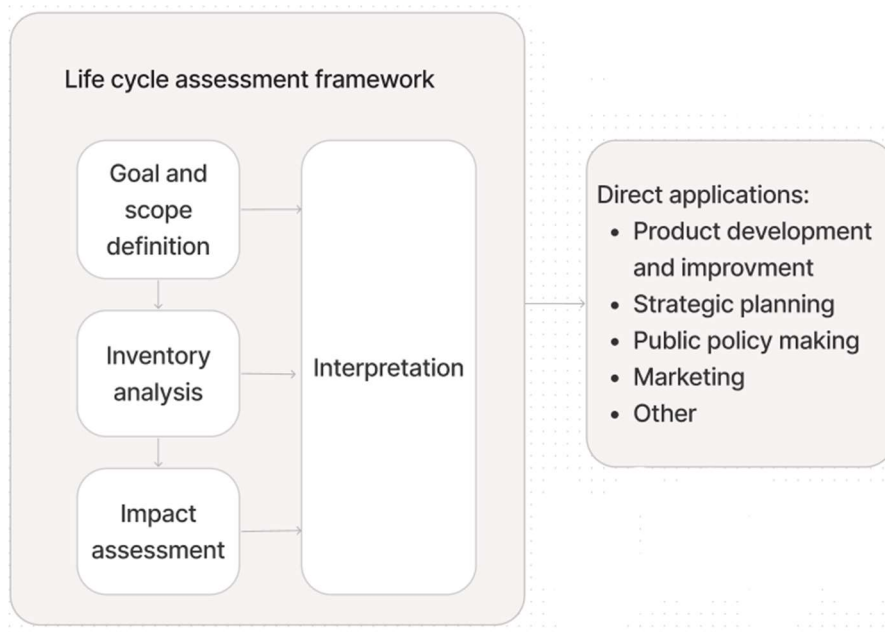 Life cycle assessment framework
Goal and
scope
definition
Inventory
analysis
Impact
assessment
Interpretation
Direct applications:
• Product development
and improvment
• Strategic planning
• Public policy making
• Marketing
• Other